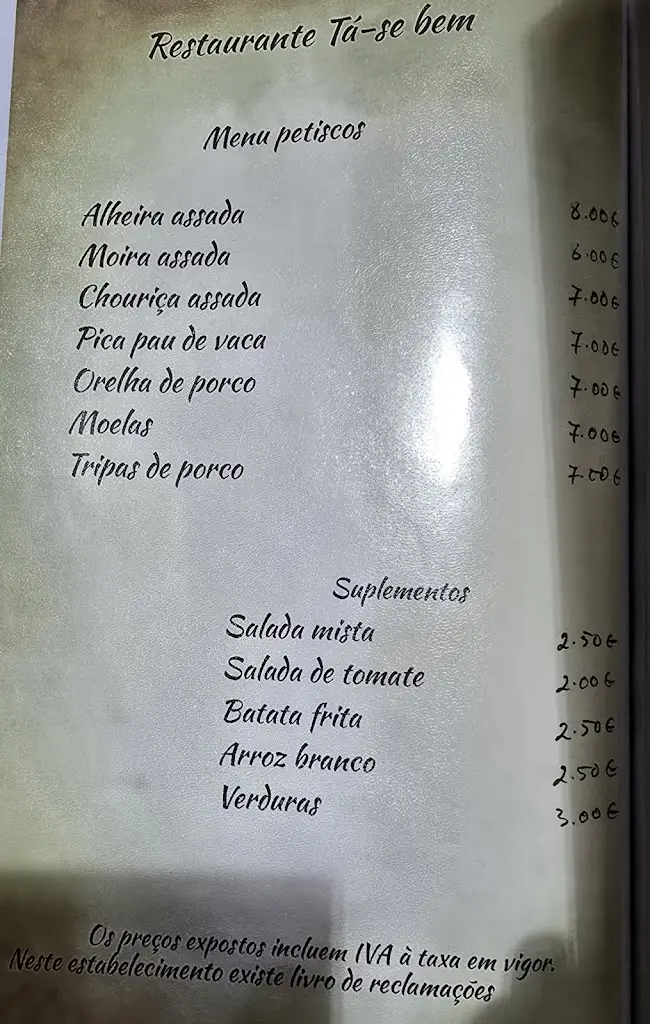 Restaurante Tá-se bem
Menu petiscos
Alheira assada 8.00€
Moira assada 6.00€
Chouriça assada 7.00€
Pica pau de vaca 7.00€
Orelha de porco 7.00€
Moelas 7.00€
Tripas de porco 7.00€
Suplementos
Salada mista 2.50€
Salada de tomate 2.00€
Batata frita 2.50€
Arroz branco 2.50€
Verduras 3.00€
Os preços expostos incluem IVA à taxa em vigor.
Neste estabelecimento existe livro de reclamações